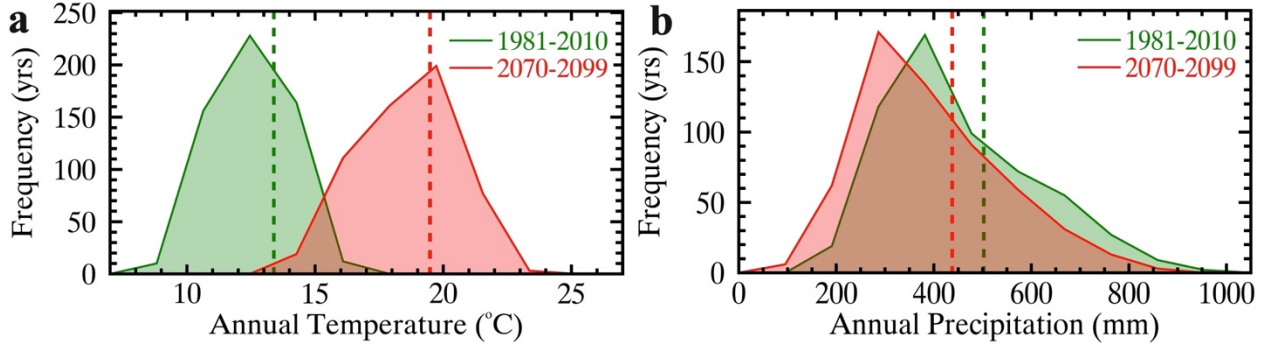 a
250
200
150
100
50
0
Frequency (yrs)
1981-2010
2070-2099
10 15 20 25
Annual Temperature (°C)
b
150
100
50
0
Frequency (yrs)
1981-2010
2070-2099
0 200 400 600 800 1000
Annual Precipitation (mm)